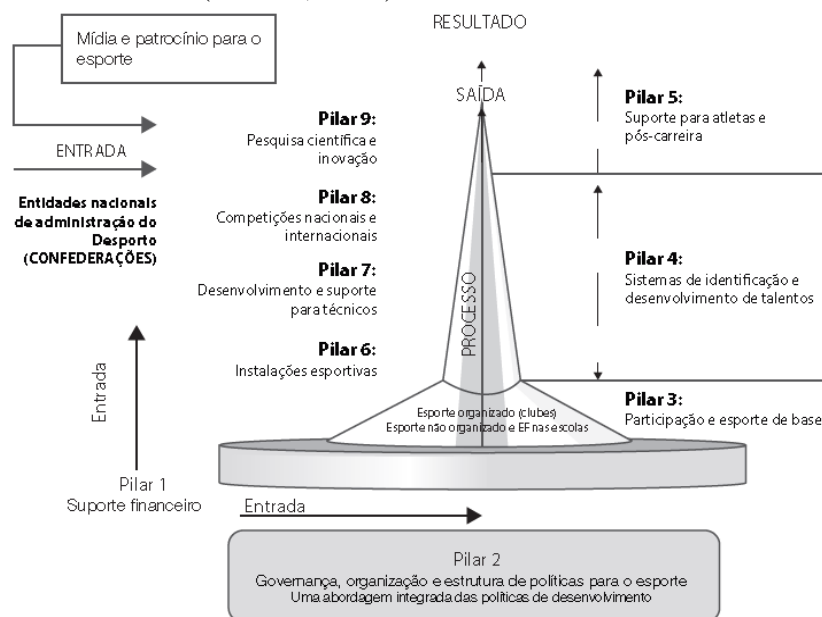 RESULTADO
Mídia e patrocínio para o
esporte
SAÍDA
Pilar 5:
Suporte para atletas e
pós-carreira
Pilar 9:
Pesquisa científica e
inovação
ENTRADA
Entidades nacionais
de administração do
Desporto
(CONFEDERAÇÕES)
Pilar 8:
Competições nacionais e
internacionais
Pilar 4:
Sistemas de identificação e
desenvolvimento de talentos
Pilar 7:
Desenvolvimento e suporte
para técnicos
PROCESSO
Pilar 6:
Instalações esportivas
Pilar 3:
Participação e esporte de base
Entrada
Esporte organizado (clubes)
Esporte não organizado e EF nas escolas
Pilar 1
Suporte financeiro
Entrada
Pilar 2
Governança, organização e estrutura de políticas para o esporte
Uma abordagem integrada das políticas de desenvolvimento